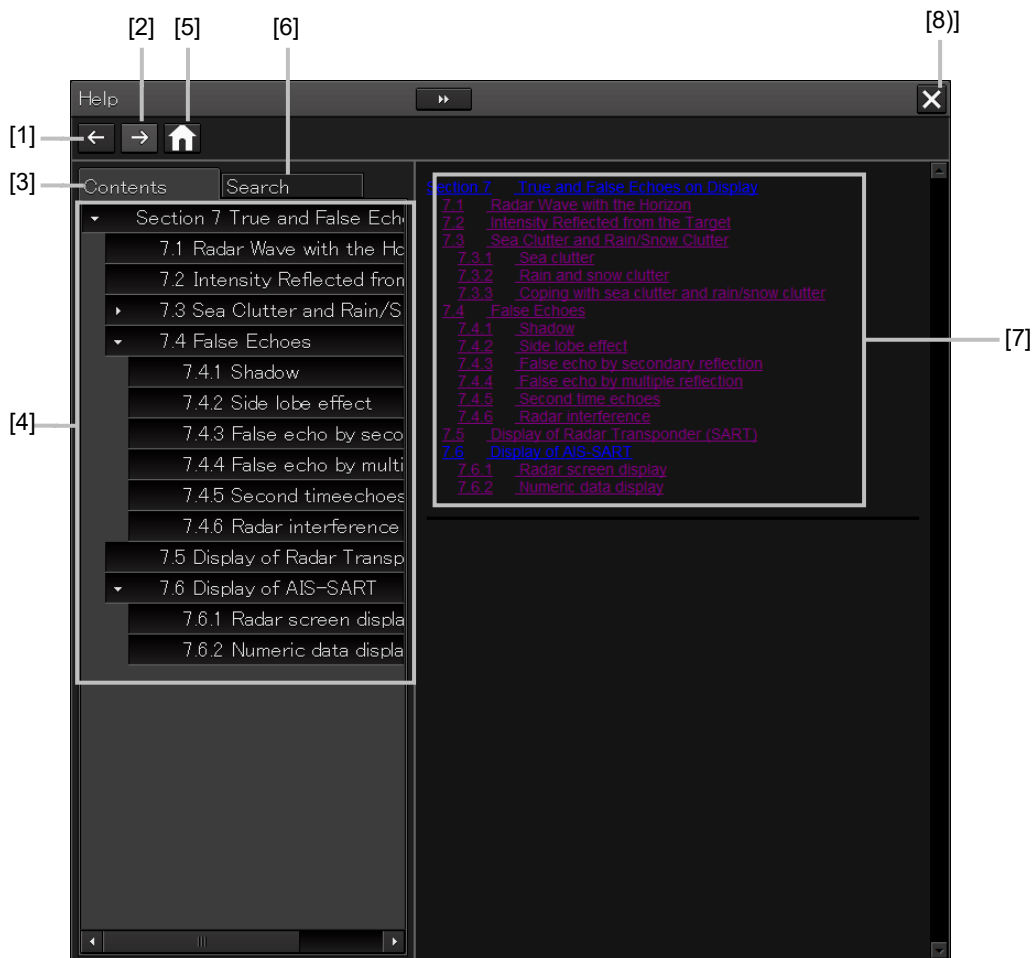 [2] [5] [6] [8)]
Help
[1]
[3]
Contents Search
Section 7 True and False Ech
7.1 Radar Wave with the Ho
7.2 Intensity Reflected from
7.3 Sea Clutter and Rain/S
7.4 False Echoes
7.4.1 Shadow
7.4.2 Side lobe effect
[4]
7.4.3 False echo by seco
7.4.4 False echo by multi
7.4.5 Second timeechoes
7.4.6 Radar interference
7.5 Display of Radar Transp
7.6 Display of AIS-SART
7.6.1 Radar screen displa
7.6.2 Numeric data displa
Section 7 True and False Echoes on Display
7.1 Radar Wave with the Horizon
7.2 Intensity Reflected from the Target
7.3 Sea Clutter and Rain/Snow Clutter
7.3.1 Sea clutter
7.3.2 Rain and snow clutter
7.3.3 Coping with sea clutter and rain/snow clutter
7.4 False Echoes
7.4.1 Shadow
7.4.2 Side lobe effect
7.4.3 False echo by secondary reflection
7.4.4 False echo by multiple reflection
7.4.5 Second time echoes
7.4.6 Radar interference
7.5 Display of Radar Transponder (SART)
7.6 Display of AIS-SART
7.6.1 Radar screen display
7.6.2 Numeric data display
[7]